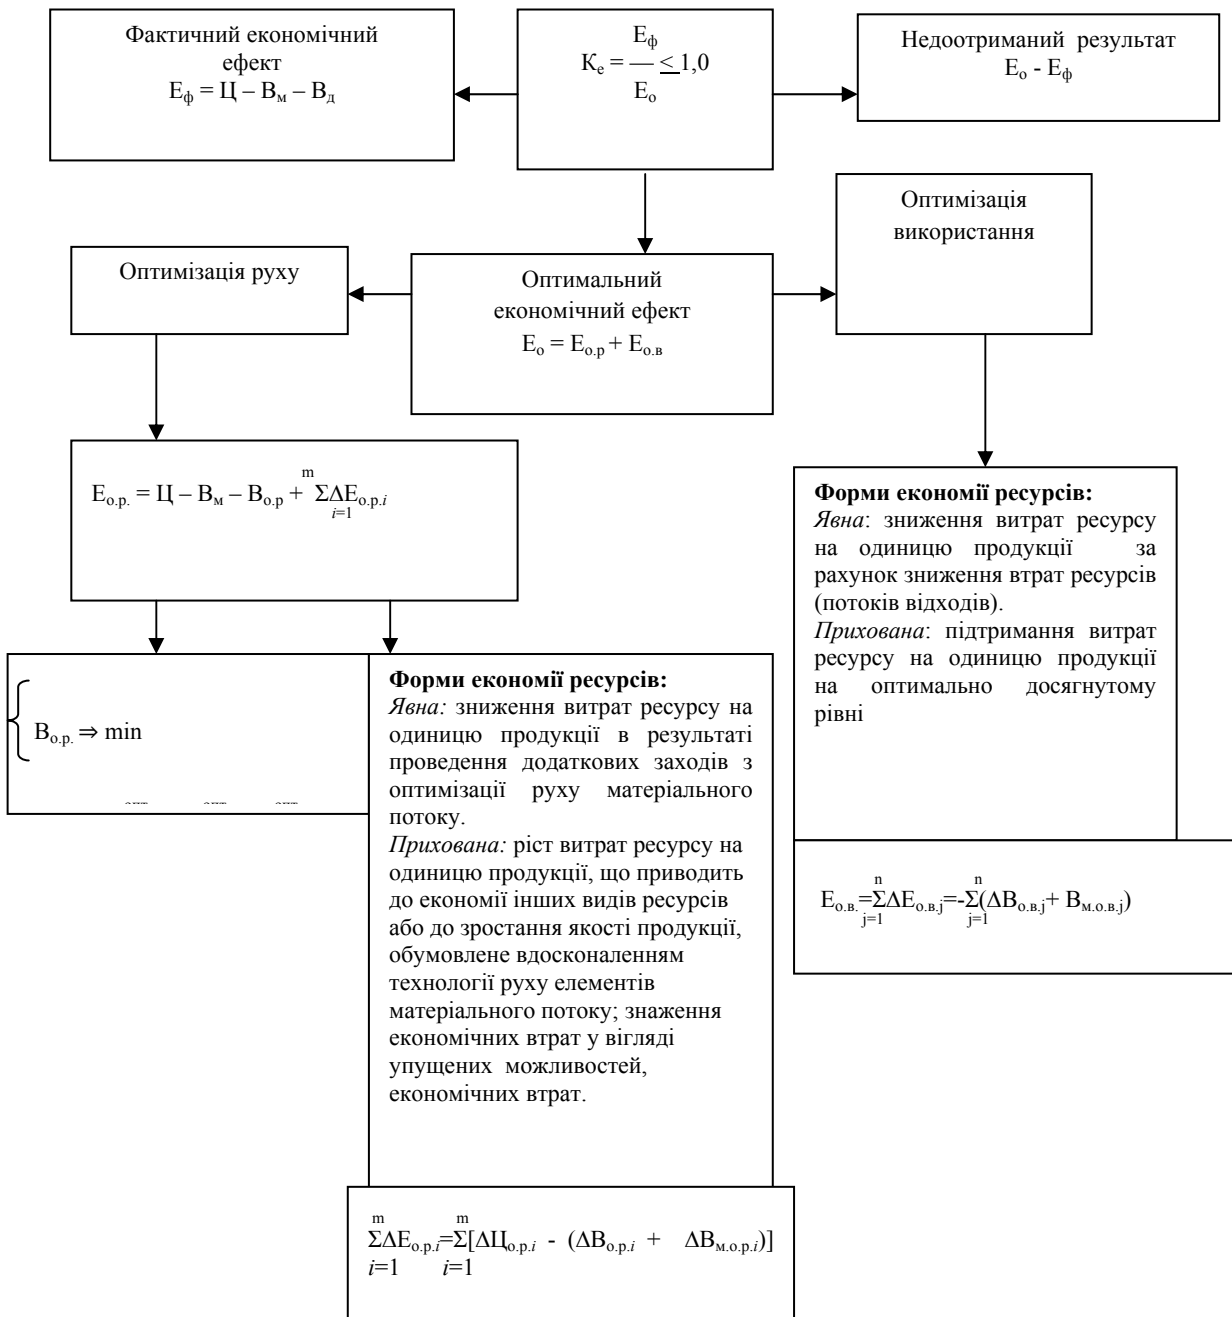 Фактичний економічний
ефект
Еф = Ц – Вм – Вд
Еф
Ке = — < 1,0
Ео
Недоотриманий результат
Ео - Еф
Оптимізація
використання
Оптимізація руху
Оптимальний
економічний ефект
Ео = Ео.р + Ео.в
m
Ео.р. = Ц – Вм – Во.р + ΣΔЕо.р.i
i=1
Форми економії ресурсів:
Явна: зниження витрат ресурсу
на одиницю продукції за
рахунок зниження втрат ресурсів
(потоків відходів).
Прихована: підтримання витрат
ресурсу на одиницю продукції
на оптимально досягнутому
рівні
Во.р. ⇒ min
Форми економії ресурсів:
Явна: зниження витрат ресурсу на
одиницю продукції в результаті
проведення додаткових заходів з
оптимізації руху матеріального
потоку.
Прихована: ріст витрат ресурсу на
одиницю продукції, що приводить
до економії інших видів ресурсів
або до зростання якості продукції,
обумовлене вдосконаленням
технології руху елементів
матеріального потоку; знаження
економічних втрат у вігляді
упущених можливостей,
економічних втрат.
n n
Ео.в.=ΣΔЕо.в.j=-Σ(ΔВо.в.j+ Вм.о.в.j)
j=1 j=1
m m
ΣΔЕо.р.i=Σ[ΔЦо.р.i - (ΔВо.р.i + ΔВм.о.р.i)]
i=1 i=1